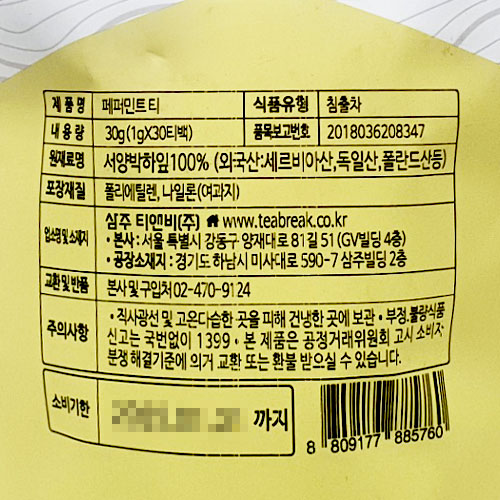 제 품 명 페퍼민트 티 식품유형 침출차
내 용 량 30g(1gX30티백) 품목보고번호 2018036208347
원재료명 서양박하잎100% (외국산:세르비아산,독일산,폴란드산등)
포장재질 폴리에틸렌, 나일론(여과지)
업소명 및 소재지 삼주 티앤비(주) www.teabreak.co.kr
• 본사 : 서울 특별시 강동구 양재대로 81길 51 (GV빌딩 4층)
• 공장소재지 : 경기도 하남시 미사대로 590-7 삼주빌딩 2층
교환 및 반품 본사 및 구입처 02-470-9124
주의사항 • 직사광선 및 고온다습한 곳을 피해 건냉한 곳에 보관 • 부정.불량식품
신고는 국번없이 1399 • 본 제품은 공정거래위원회 고시 소비자
분쟁 해결기준에 의거 교환 또는 환불 받으실 수 있습니다.
소비기한 까지
8 809177 885760